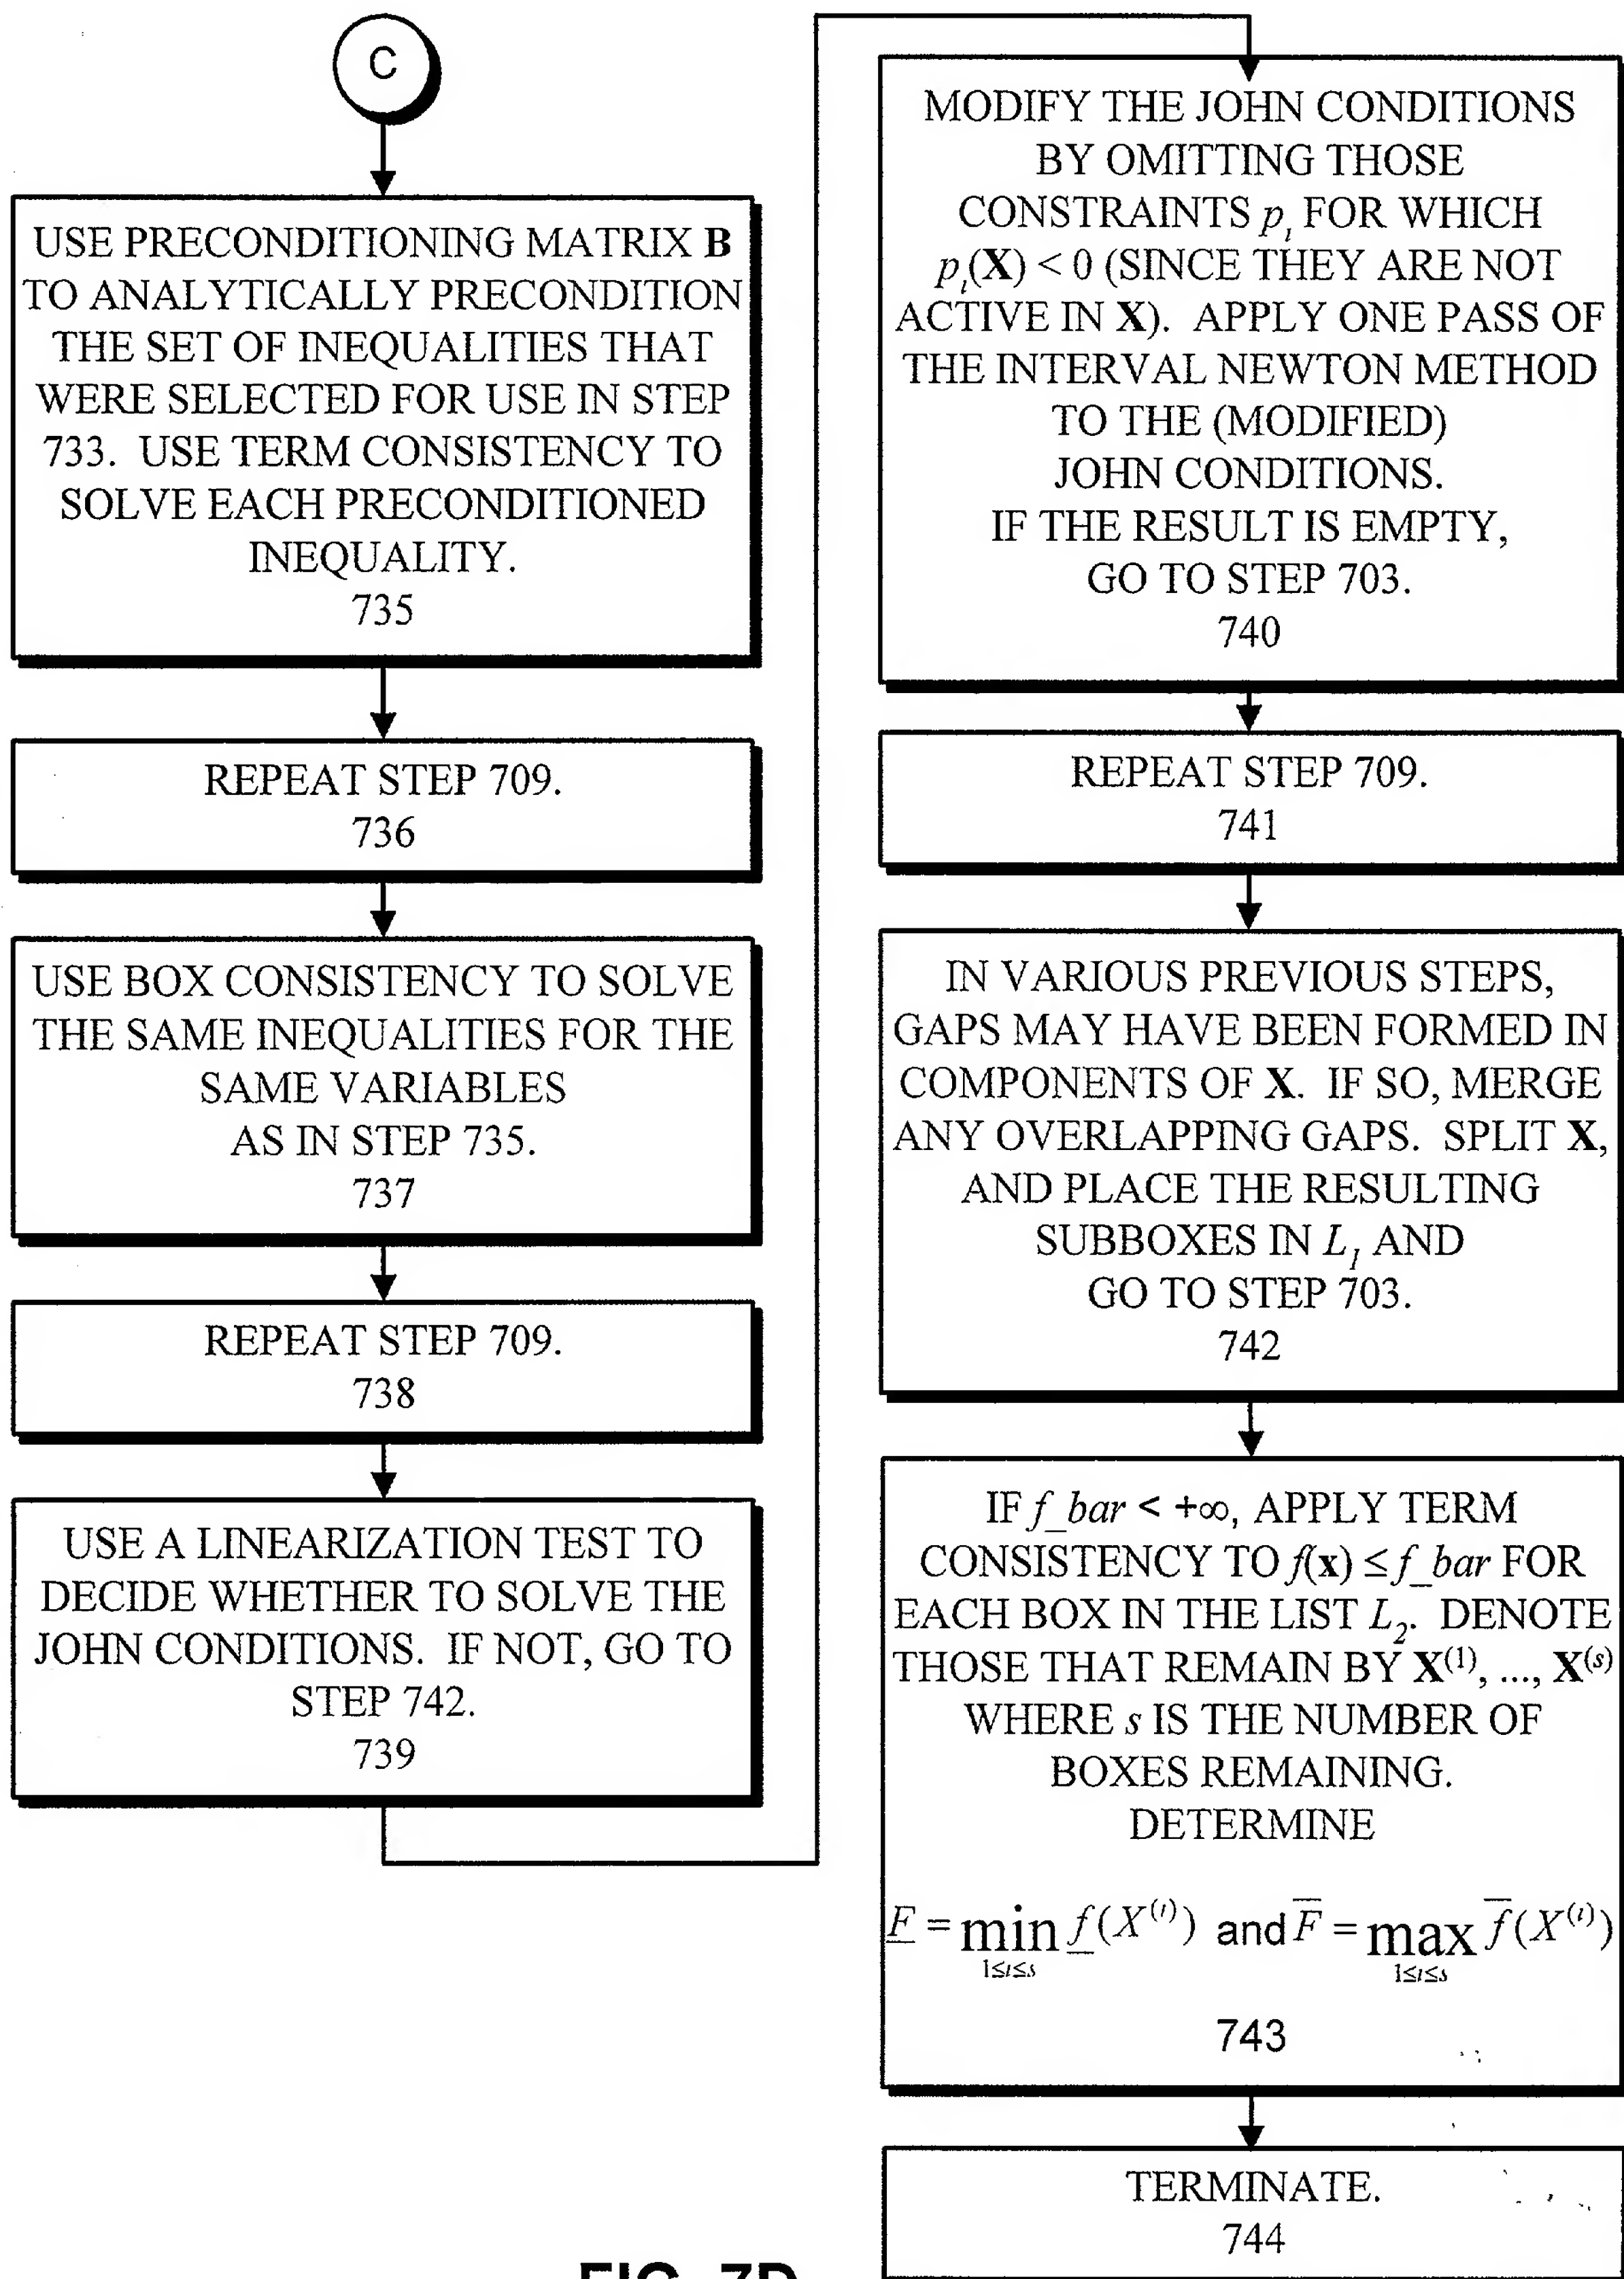 C
USE PRECONDITIONING MATRIX B
TO ANALYTICALLY PRECONDITION
THE SET OF INEQUALITIES THAT
WERE SELECTED FOR USE IN STEP
733. USE TERM CONSISTENCY TO
SOLVE EACH PRECONDITIONED
INEQUALITY.
735
REPEAT STEP 709.
736
USE BOX CONSISTENCY TO SOLVE
THE SAME INEQUALITIES FOR THE
SAME VARIABLES
AS IN STEP 735.
737
REPEAT STEP 709.
738
USE A LINEARIZATION TEST TO
DECIDE WHETHER TO SOLVE THE
JOHN CONDITIONS. IF NOT, GO TO
STEP 742.
739
MODIFY THE JOHN CONDITIONS
BY OMITTING THOSE
CONSTRAINTS p_i FOR WHICH
p_i(X) < 0 (SINCE THEY ARE NOT
ACTIVE IN X). APPLY ONE PASS OF
THE INTERVAL NEWTON METHOD
TO THE (MODIFIED)
JOHN CONDITIONS.
IF THE RESULT IS EMPTY,
GO TO STEP 703.
740
REPEAT STEP 709.
741
IN VARIOUS PREVIOUS STEPS,
GAPS MAY HAVE BEEN FORMED IN
COMPONENTS OF X. IF SO, MERGE
ANY OVERLAPPING GAPS. SPLIT X,
AND PLACE THE RESULTING
SUBBOXES IN L_1 AND
GO TO STEP 703.
742
IF f_bar < +∞, APPLY TERM
CONSISTENCY TO f(x) ≤ f_bar FOR
EACH BOX IN THE LIST L_2. DENOTE
THOSE THAT REMAIN BY X^(1), ..., X^(s)
WHERE s IS THE NUMBER OF
BOXES REMAINING.
DETERMINE
F̲ = min f̲(X^(i)) and F̅ = max f̅(X^(i))
1≤i≤s 1≤i≤s
743
TERMINATE.
744
FIG. 7D